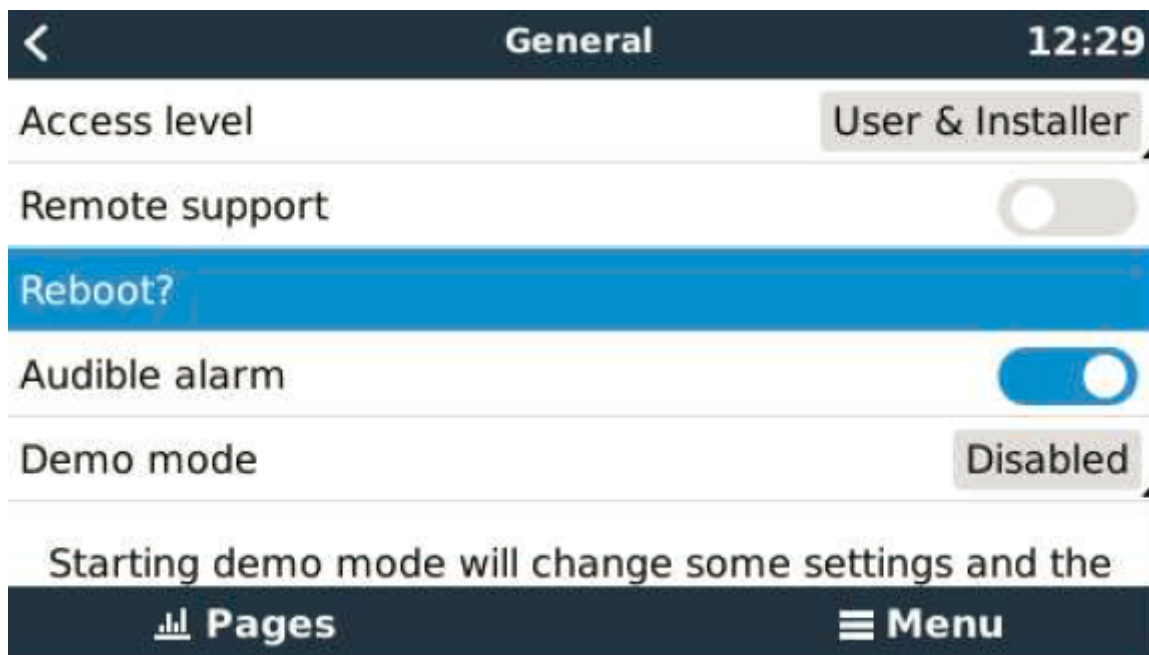 General 12:29
Access level User & Installer
Remote support
Reboot?
Audible alarm
Demo mode Disabled
Starting demo mode will change some settings and the
Pages Menu